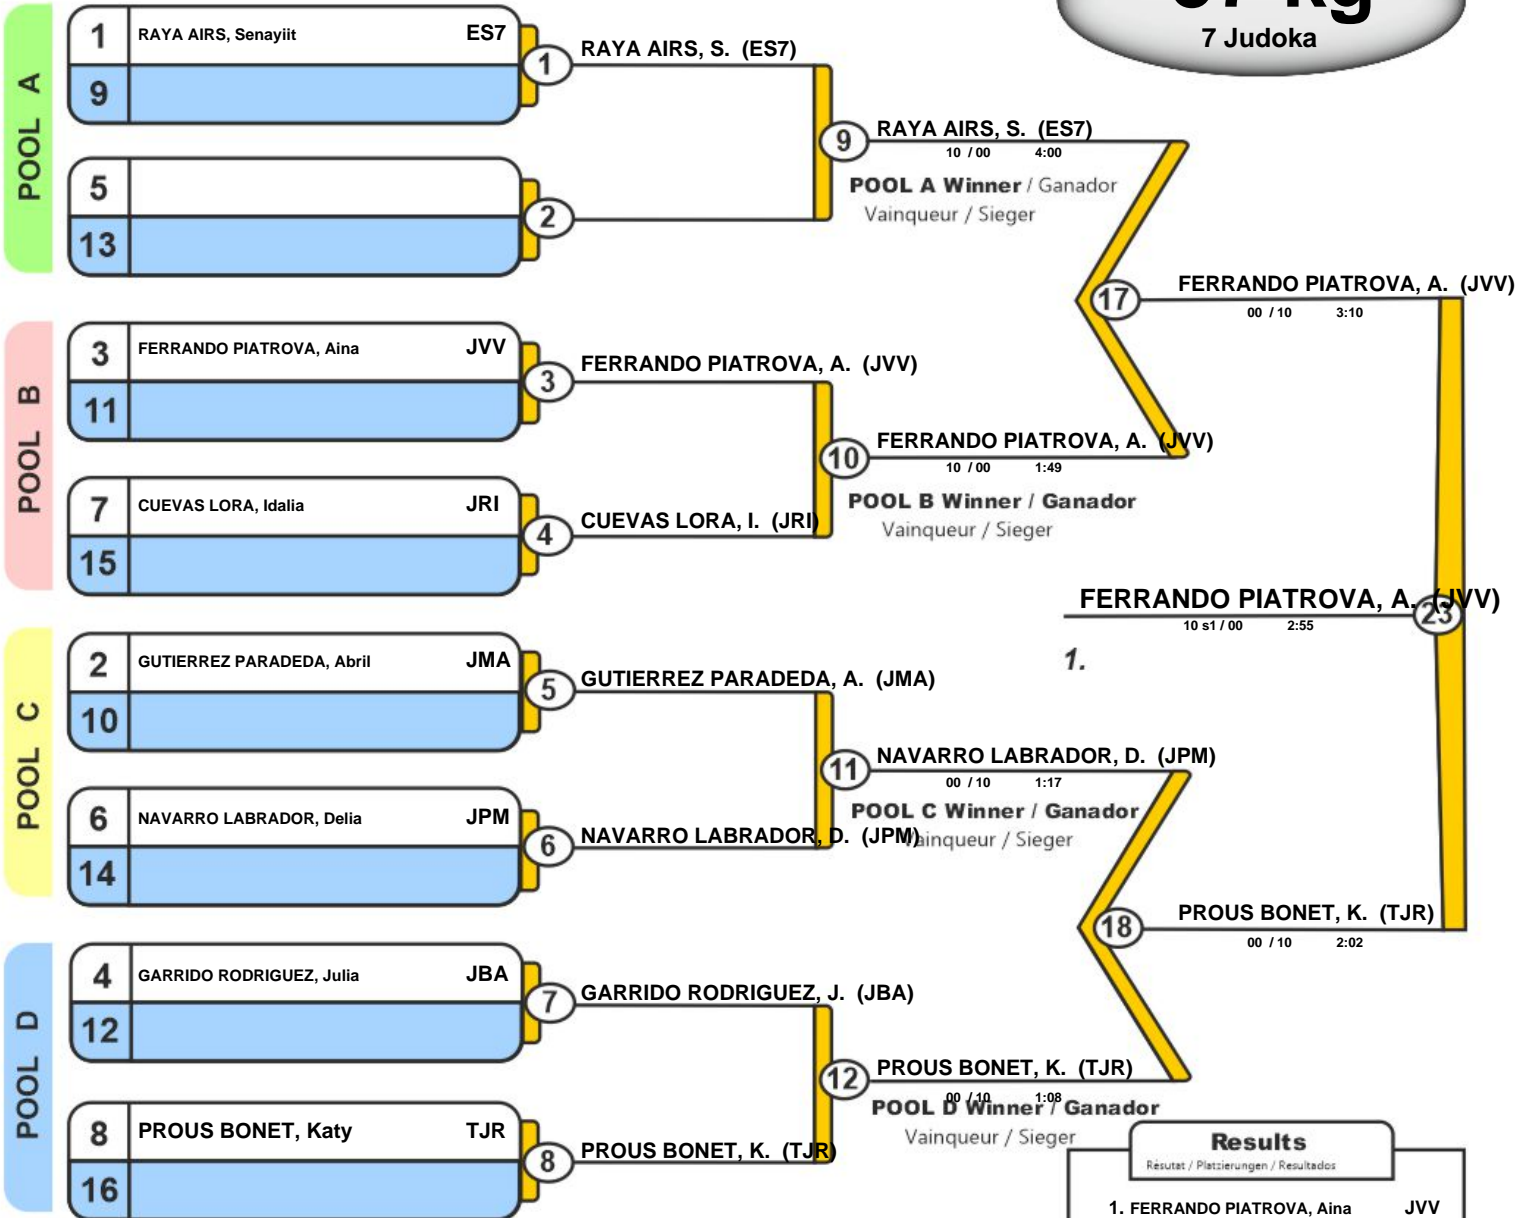 7 Judoka
POOL A
1 RAYA AIRS, Senayiit ES7
9
1
RAYA AIRS, S. (ES7)
5
13
2
9
RAYA AIRS, S. (ES7)
10 / 00 4:00
POOL A Winner / Ganador
Vainqueur / Sieger
POOL B
3 FERRANDO PIATROVA, Aina JVV
11
3
FERRANDO PIATROVA, A. (JVV)
7 CUEVAS LORA, Idalia JRI
15
4
CUEVAS LORA, I. (JRI)
10
FERRANDO PIATROVA, A. (JVV)
10 / 00 1:49
POOL B Winner / Ganador
Vainqueur / Sieger
17
FERRANDO PIATROVA, A. (JVV)
00 / 10 3:10
FERRANDO PIATROVA, A. (JVV)
23
10 s1 / 00 2:55
1.
POOL C
2 GUTIERREZ PARADEDA, Abril JMA
10
5
GUTIERREZ PARADEDA, A. (JMA)
6 NAVARRO LABRADOR, Delia JPM
14
6
NAVARRO LABRADOR, D. (JPM)
11
NAVARRO LABRADOR, D. (JPM)
00 / 10 1:17
POOL C Winner / Ganador
Vainqueur / Sieger
POOL D
4 GARRIDO RODRIGUEZ, Julia JBA
12
7
GARRIDO RODRIGUEZ, J. (JBA)
8 PROUS BONET, Katy TJR
16
8
PROUS BONET, K. (TJR)
12
PROUS BONET, K. (TJR)
00 / 10 1:08
POOL D Winner / Ganador
Vainqueur / Sieger
18
PROUS BONET, K. (TJR)
00 / 10 2:02
Results
Résutat / Platzierungen / Resultados
1. FERRANDO PIATROVA, Aina JVV